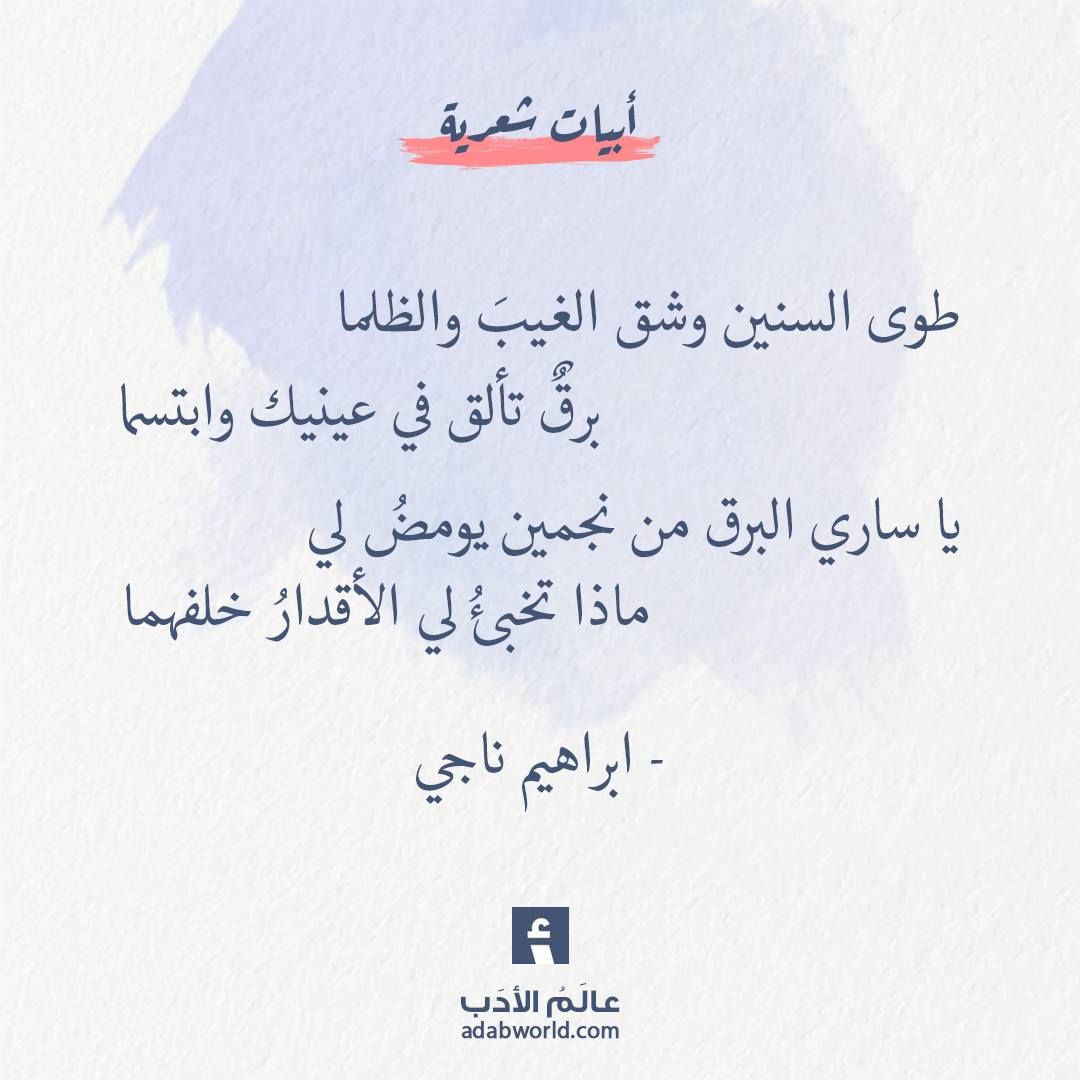 أبيات شعرية
طوى السنين وشق الغيبَ والظلما
برقٌ تألق في عينيك وابتسما
يا ساري البرق من نجمين يومضُ لي
ماذا تخبئُ لي الأقدارُ خلفهما
- ابراهيم ناجي
أ
عالَمُ الأدَب
adabworld.com